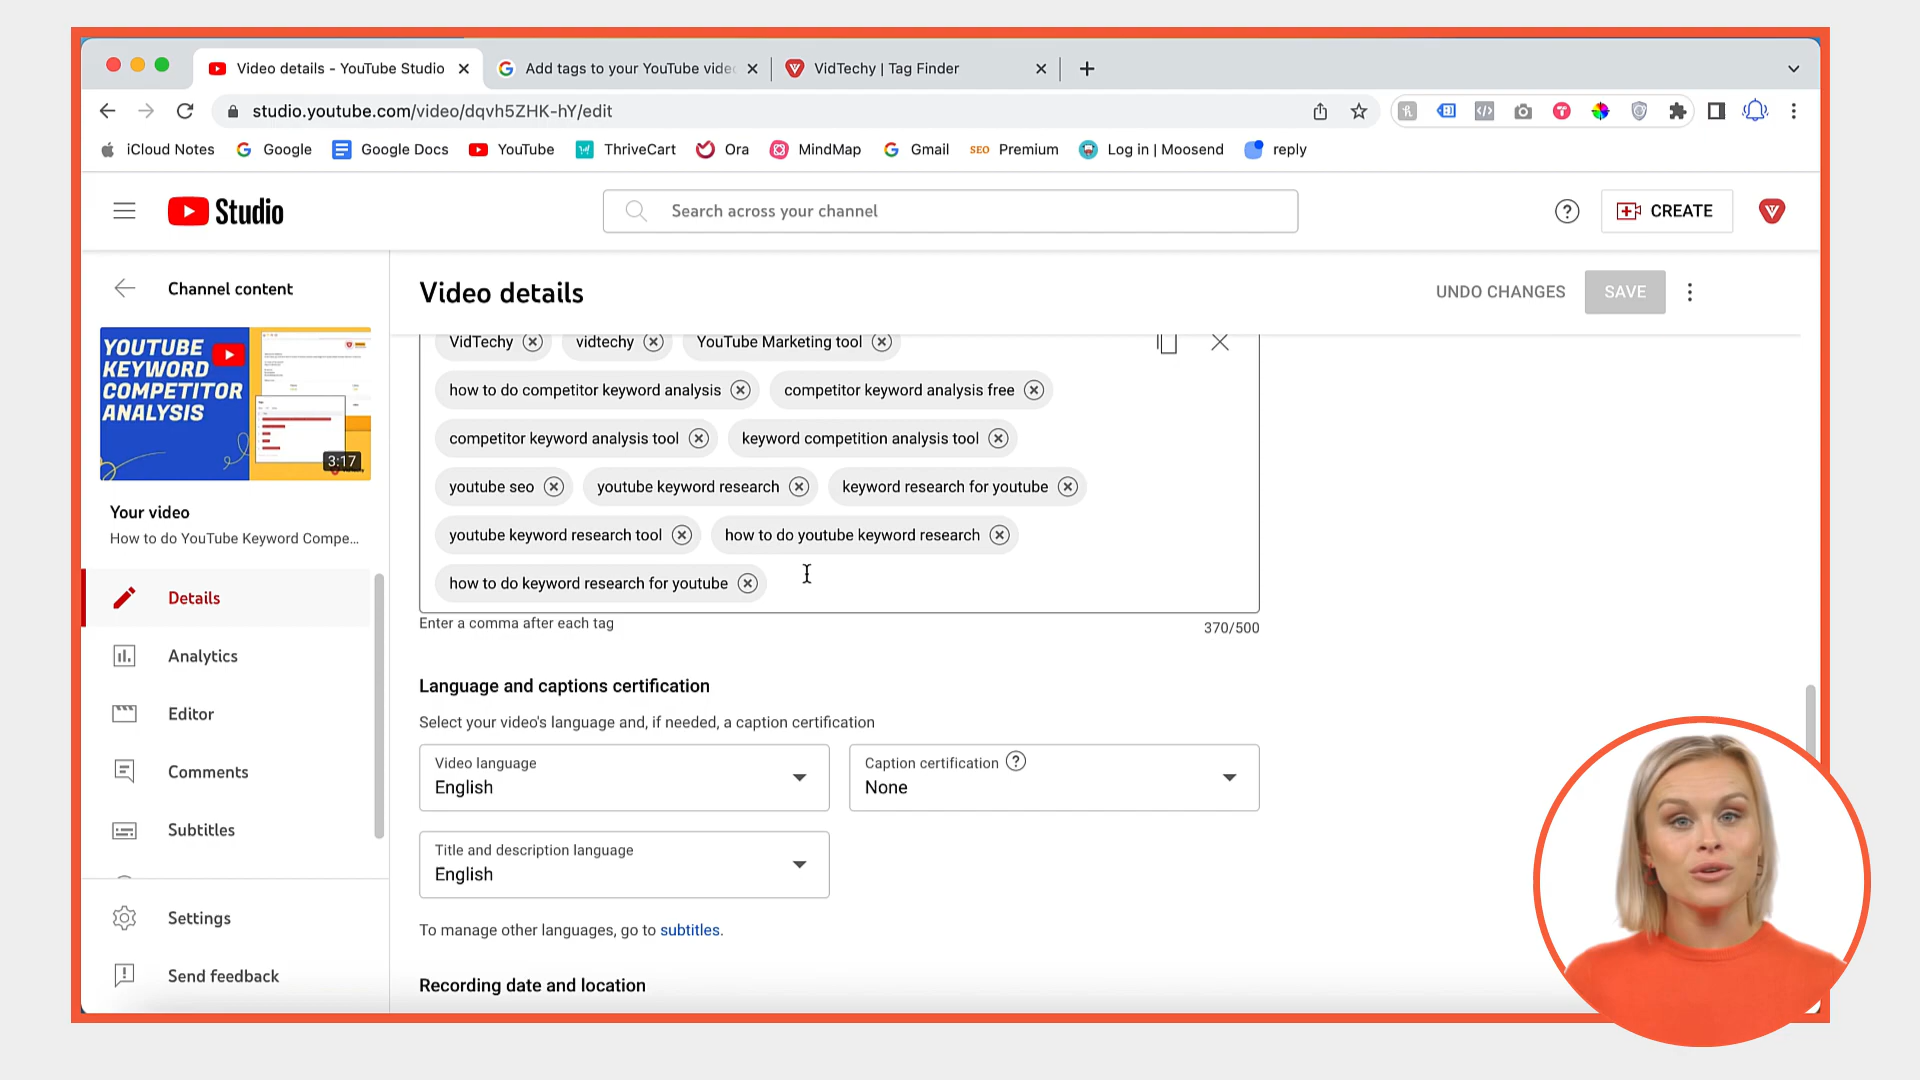 Video details - YouTube Studio
Add tags to your YouTube vide
VidTechy | Tag Finder
studio.youtube.com/video/dqvh5ZHK-hY/edit
iCloud Notes
Google
Google Docs
YouTube
ThriveCart
Ora
MindMap
Gmail
SEO Premium
Log in | Moosend
reply
Studio
Search across your channel
CREATE
Channel content
YOUTUBE
KEYWORD
COMPETITOR
ANALYSIS
3:17
Your video
How to do YouTube Keyword Compe...
Details
Analytics
Editor
Comments
Subtitles
Settings
Send feedback
Video details
UNDO CHANGES
SAVE
VidTechy
vidtechy
YouTube Marketing tool
how to do competitor keyword analysis
competitor keyword analysis free
competitor keyword analysis tool
keyword competition analysis tool
youtube seo
youtube keyword research
keyword research for youtube
youtube keyword research tool
how to do youtube keyword research
how to do keyword research for youtube
Enter a comma after each tag
370/500
Language and captions certification
Select your video's language and, if needed, a caption certification
Video language
English
Caption certification
None
Title and description language
English
To manage other languages, go to subtitles.
Recording date and location